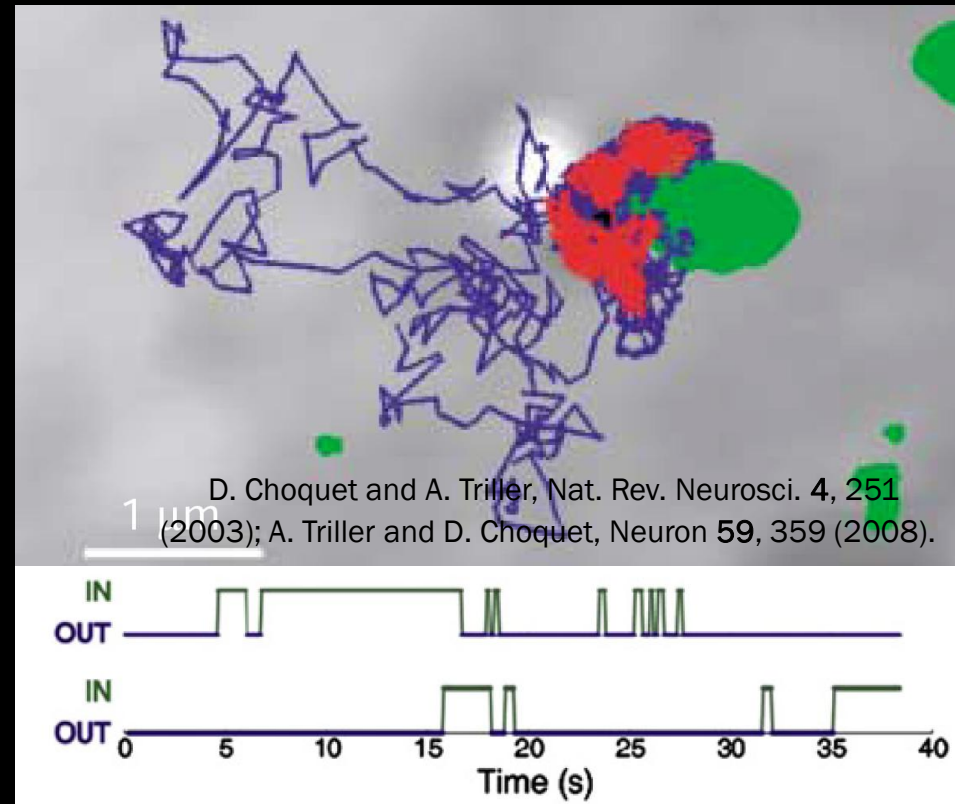 D. Choquet and A. Triller, Nat. Rev. Neurosci. 4, 251
1 μm
(2003); A. Triller and D. Choquet, Neuron 59, 359 (2008).
IN
OUT
IN
OUT
0 5 10 15 20 25 30 35 40
Time (s)